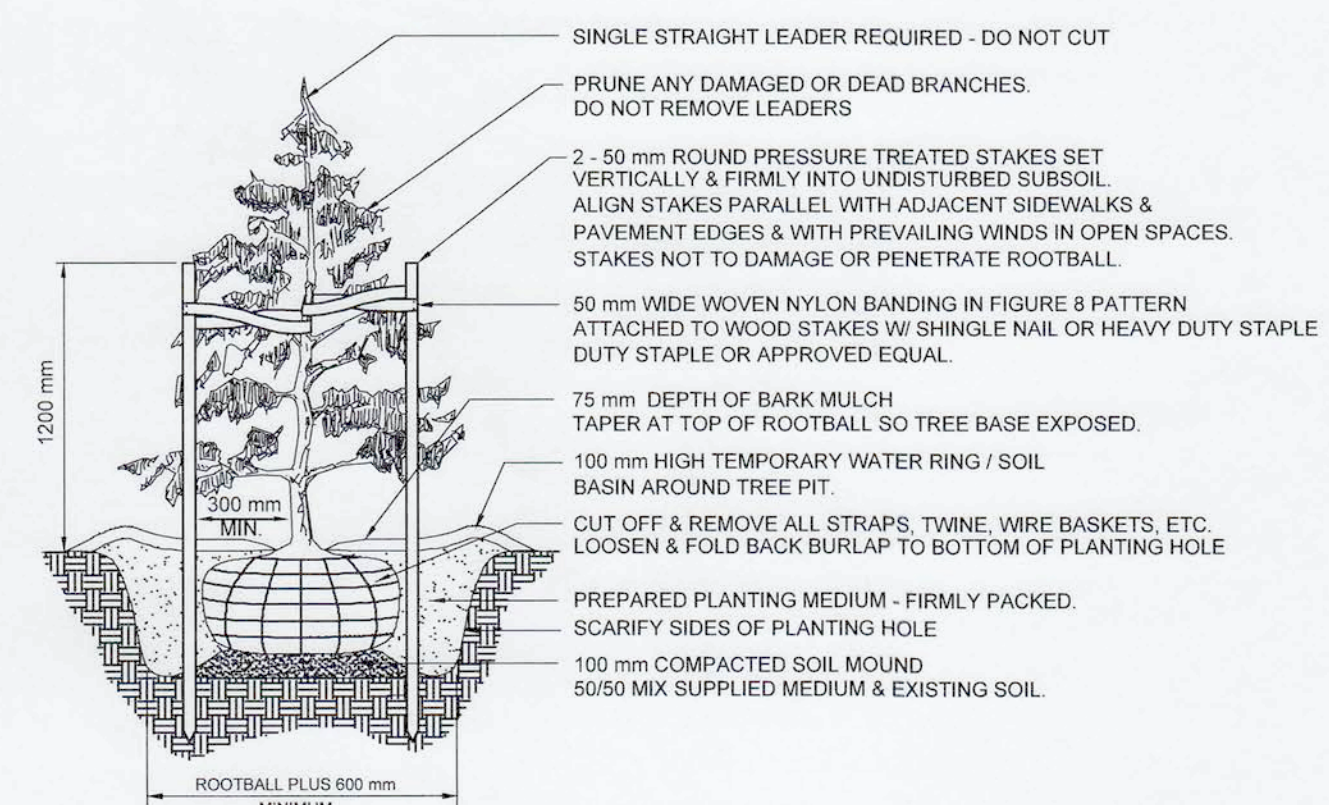 SINGLE STRAIGHT LEADER REQUIRED - DO NOT CUT
PRUNE ANY DAMAGED OR DEAD BRANCHES.
DO NOT REMOVE LEADERS
2 - 50 mm ROUND PRESSURE TREATED STAKES SET
VERTICALLY & FIRMLY INTO UNDISTURBED SUBSOIL.
ALIGN STAKES PARALLEL WITH ADJACENT SIDEWALKS &
PAVEMENT EDGES & WITH PREVAILING WINDS IN OPEN SPACES.
STAKES NOT TO DAMAGE OR PENETRATE ROOTBALL.
50 mm WIDE WOVEN NYLON BANDING IN FIGURE 8 PATTERN
ATTACHED TO WOOD STAKES W/ SHINGLE NAIL OR HEAVY DUTY STAPLE
DUTY STAPLE OR APPROVED EQUAL.
1200 mm
75 mm DEPTH OF BARK MULCH
TAPER AT TOP OF ROOTBALL SO TREE BASE EXPOSED.
100 mm HIGH TEMPORARY WATER RING / SOIL
BASIN AROUND TREE PIT.
300 mm
MIN.
CUT OFF & REMOVE ALL STRAPS, TWINE, WIRE BASKETS, ETC.
LOOSEN & FOLD BACK BURLAP TO BOTTOM OF PLANTING HOLE
PREPARED PLANTING MEDIUM - FIRMLY PACKED.
SCARIFY SIDES OF PLANTING HOLE
100 mm COMPACTED SOIL MOUND
50/50 MIX SUPPLIED MEDIUM & EXISTING SOIL.
ROOTBALL PLUS 600 mm
MINIMUM